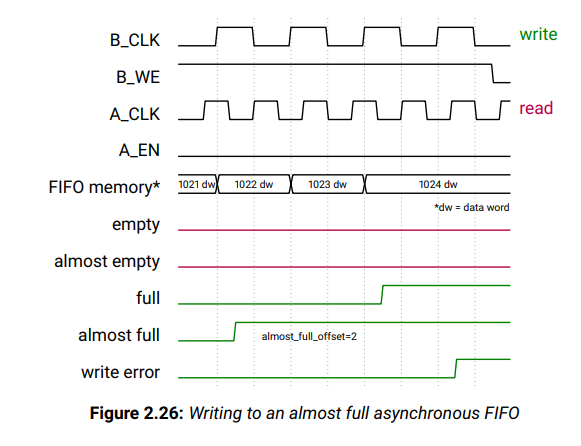 B_CLK
write
B_WE
A_CLK
read
A_EN
FIFO memory*
1021 dw
1022 dw
1023 dw
1024 dw
*dw = data word
empty
almost empty
full
almost full
almost_full_offset=2
write error
Figure 2.26: Writing to an almost full asynchronous FIFO